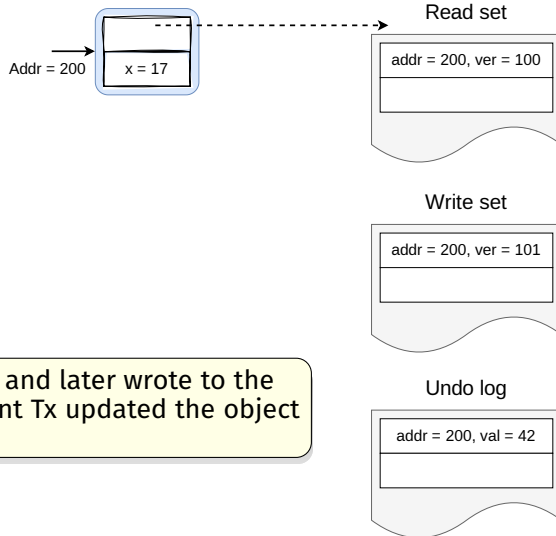 Read set
addr = 200, ver = 100
Addr = 200
x = 17
Write set
addr = 200, ver = 101
and later wrote to the
nt Tx updated the object
Undo log
addr = 200, val = 42